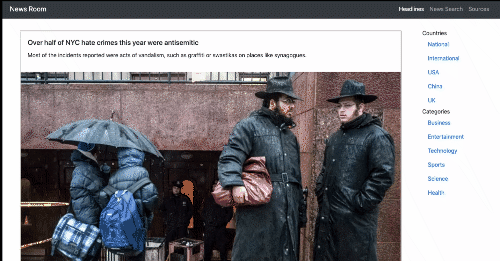 News Room
Headlines News Search Sources
Over half of NYC hate crimes this year were antisemitic
Most of the incidents reported were acts of vandalism, such as graffiti or swastikas on places like synagogues.
Countries
National
International
USA
China
UK
Categories
Business
Entertainment
Technology
Sports
Science
Health